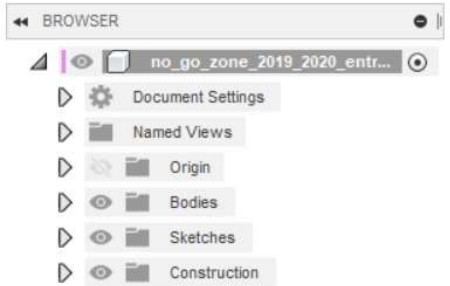 BROWSER
no_go_zone_2019_2020_entr...
Document Settings
Named Views
Origin
Bodies
Sketches
Construction